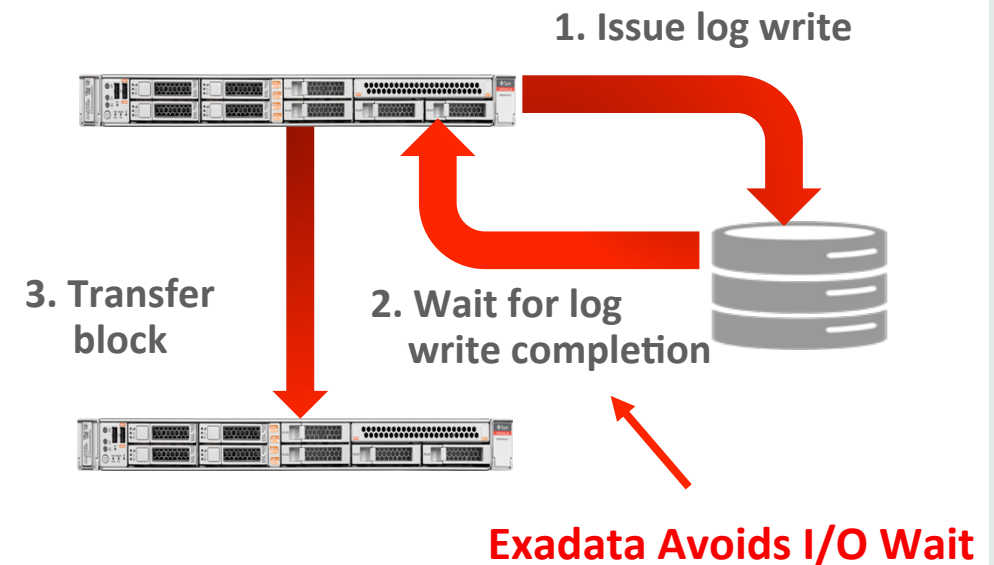 1. Issue log write
3. Transfer
block
2. Wait for log
write completion
Exadata Avoids I/O Wait